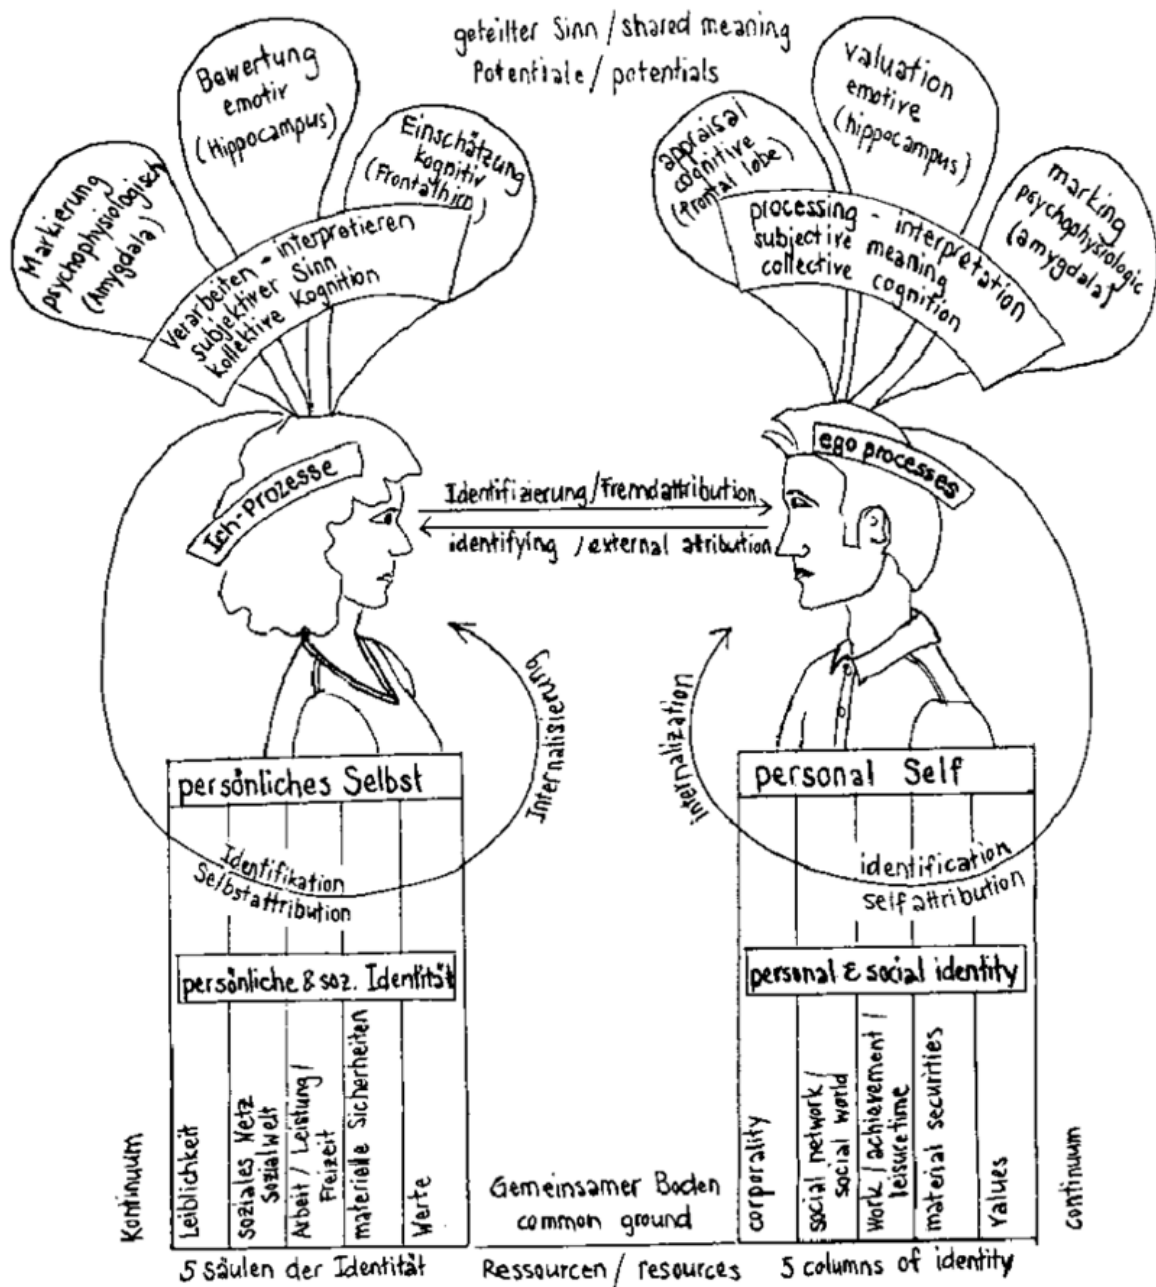 geteilter Sinn / shared meaning
Potentiale / potentials
Bewertung
emotiv
(Hippocampus)
Markierung
psychophysiologisch
(Amygdala)
Einschätzung
kognitiv
(Frontalhirn)
Verarbeiten - interpretieren
subjektiver Sinn
kollektive Kognition
Ich-Prozesse
appraisal
cognitive
(frontal lobe)
valuation
emotive
(hippocampus)
marking
psychophysiologic
(amygdala)
processing - interpretation
subjective meaning
collective cognition
ego processes
Identifizierung/Fremdattribution
identifying / external attribution
Internalisierung
internalization
persönliches Selbst
Identifikation
Selbstattribution
persönliche & soz. Identität
Kontinuum
Leiblichkeit
soziales Netz
Sozialwelt
Arbeit / Leistung /
Freizeit
materielle Sicherheiten
Werte
5 Säulen der Identität
Gemeinsamer Boden
common ground
Ressourcen / resources
personal Self
identification
self attribution
personal & social identity
corporality
social network /
social world
Work / achievement /
leisuretime
material securities
values
continuum
5 columns of identity